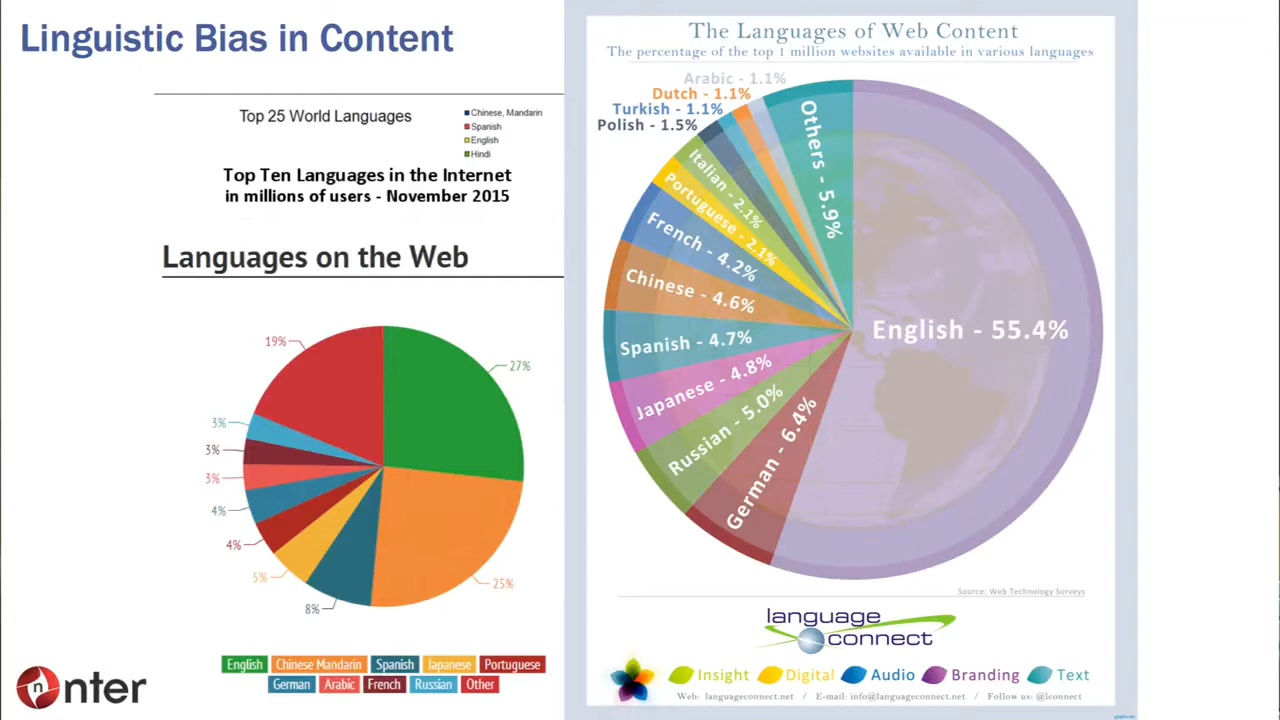 Linguistic Bias in Content
Top 25 World Languages
Chinese, Mandarin
Spanish
English
Hindi
Top Ten Languages in the Internet
in millions of users - November 2015
Languages on the Web
19%
27%
3%
3%
3%
4%
4%
5%
8%
25%
English Chinese Mandarin Spanish Japanese Portuguese
German Arabic French Russian Other
nter
The Languages of Web Content
The percentage of the top 1 million websites available in various languages
Arabic - 1.1%
Dutch - 1.1%
Turkish - 1.1%
Polish - 1.5%
Others - 5.9%
Italian - 2.1%
Portuguese - 2.1%
French - 4.2%
Chinese - 4.6%
Spanish - 4.7%
Japanese - 4.8%
Russian - 5.0%
German - 6.4%
English - 55.4%
Source: Web Technology Surveys
language
connect
Insight Digital Audio Branding Text
Web: languageconnect.net / E-mail: info@languageconnect.net / Follow us: @lconnect